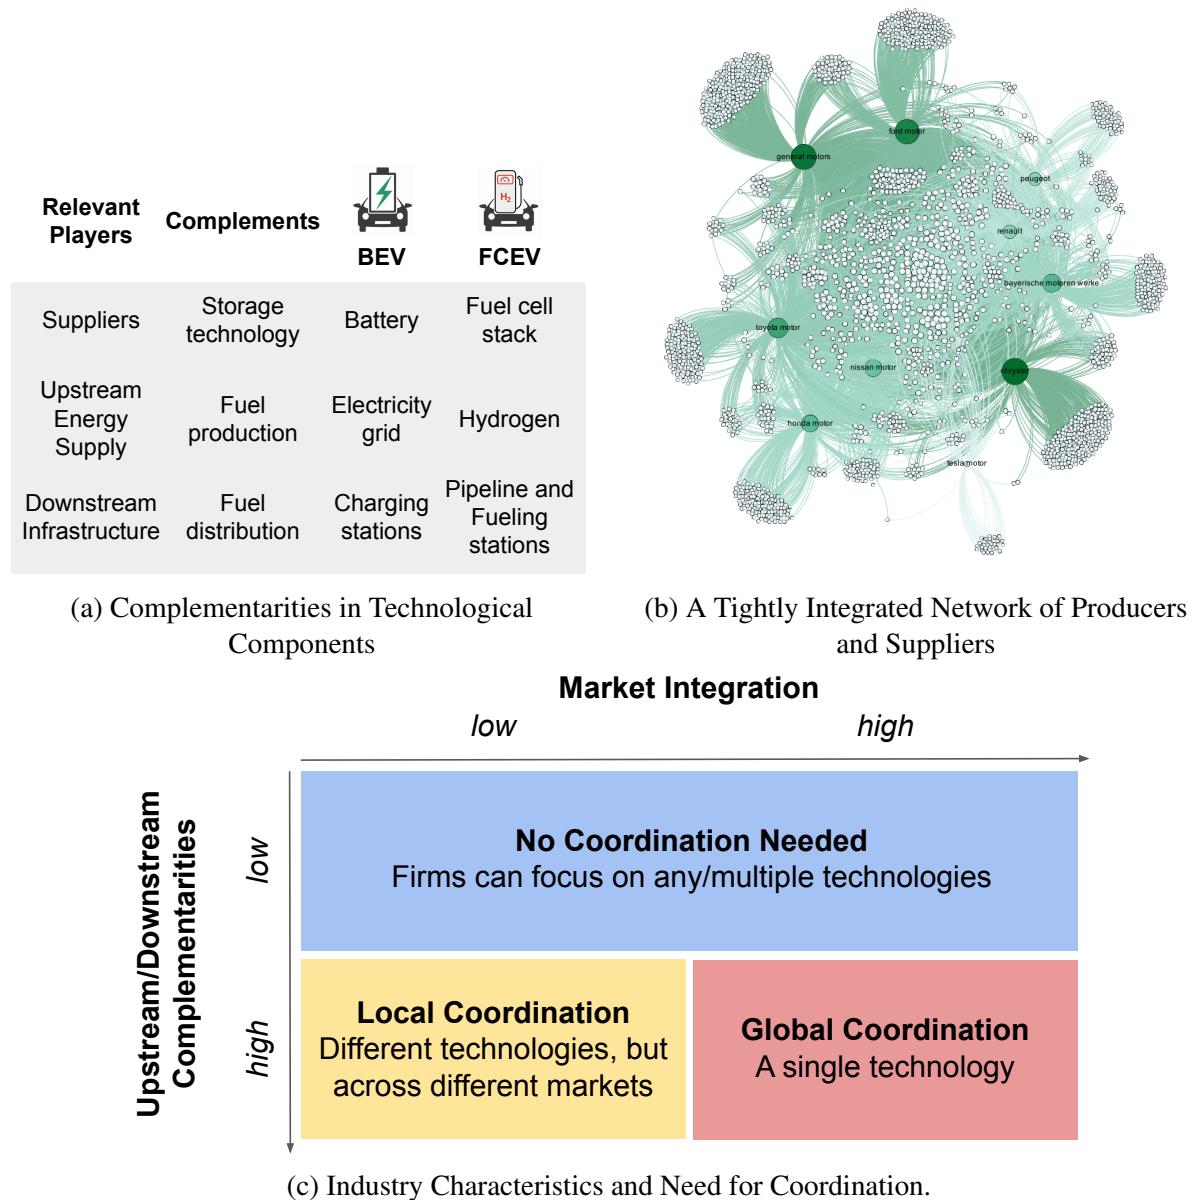 Relevant
Players
Complements
BEV
H2
FCEV
Suppliers
Storage
technology
Battery
Fuel cell
stack
Upstream
Energy
Supply
Fuel
production
Electricity
grid
Hydrogen
Downstream
Infrastructure
Fuel
distribution
Charging
stations
Pipeline and
Fueling
stations
(a) Complementarities in Technological
Components
ford motor
general motors
peugeot
renault
bayerische motoren werke
toyota motor
nissan motor
chrysler
honda motor
tesla motor
(b) A Tightly Integrated Network of Producers
and Suppliers
Market Integration
low
high
Upstream/Downstream
Complementarities
low
high
No Coordination Needed
Firms can focus on any/multiple technologies
Local Coordination
Different technologies, but
across different markets
Global Coordination
A single technology
(c) Industry Characteristics and Need for Coordination.